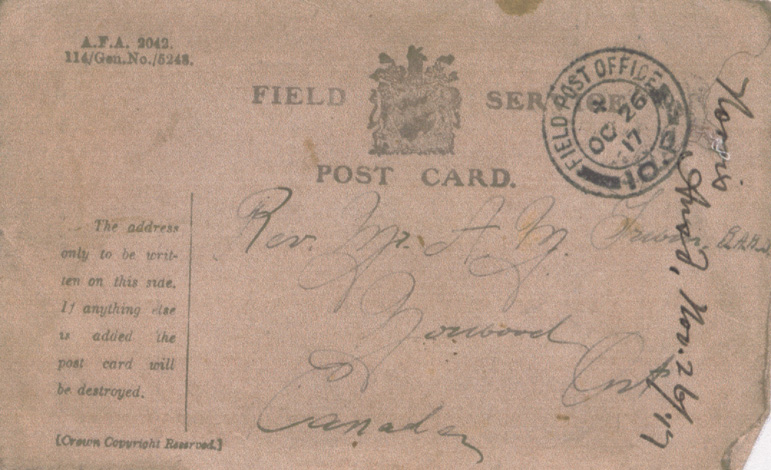 A.F.A. 2042.
114/Gen.No./5248.
FIELD SERVICE
POST CARD.
FIELD POST OFFICE
OC 26
17
The address
only to be writ-
ten on this side.
If anything else
is added the
post card will
be destroyed.
[Crown Copyright Reserved.]
Rev. Mr. A. M. Irwin,
Norwood
Ont
Canada
Nov. 26/17